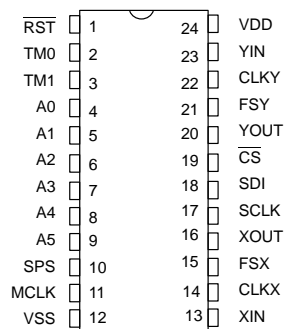 R̅S̅T̅ 1 24 VDD
TM0 2 23 YIN
TM1 3 22 CLKY
A0 4 21 FSY
A1 5 20 YOUT
A2 6 19 C̅S̅
A3 7 18 SDI
A4 8 17 SCLK
A5 9 16 XOUT
SPS 10 15 FSX
MCLK 11 14 CLKX
VSS 12 13 XIN